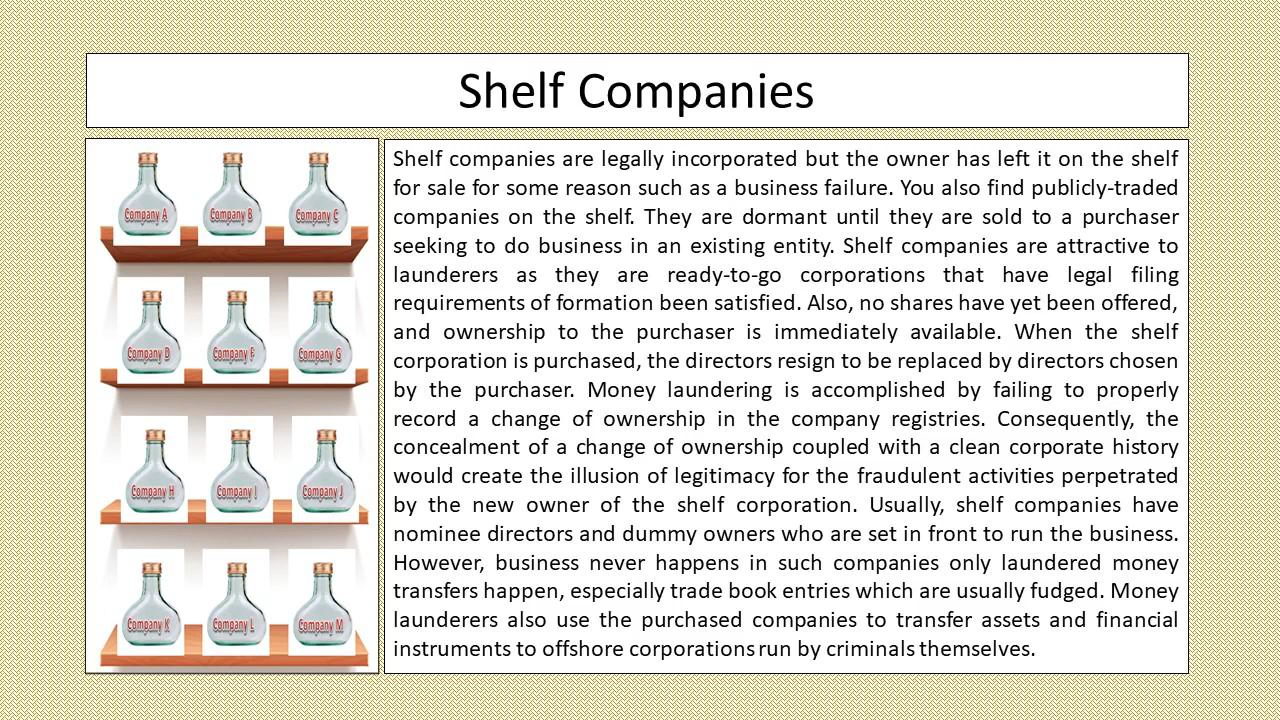 Shelf Companies
Company A
Company B
Company C
Company D
Company F
Company G
Company H
Company I
Company J
Company K
Company L
Company M
Shelf companies are legally incorporated but the owner has left it on the shelf
for sale for some reason such as a business failure. You also find publicly-traded
companies on the shelf. They are dormant until they are sold to a purchaser
seeking to do business in an existing entity. Shelf companies are attractive to
launderers as they are ready-to-go corporations that have legal filing
requirements of formation been satisfied. Also, no shares have yet been offered,
and ownership to the purchaser is immediately available. When the shelf
corporation is purchased, the directors resign to be replaced by directors chosen
by the purchaser. Money laundering is accomplished by failing to properly
record a change of ownership in the company registries. Consequently, the
concealment of a change of ownership coupled with a clean corporate history
would create the illusion of legitimacy for the fraudulent activities perpetrated
by the new owner of the shelf corporation. Usually, shelf companies have
nominee directors and dummy owners who are set in front to run the business.
However, business never happens in such companies only laundered money
transfers happen, especially trade book entries which are usually fudged. Money
launderers also use the purchased companies to transfer assets and financial
instruments to offshore corporations run by criminals themselves.